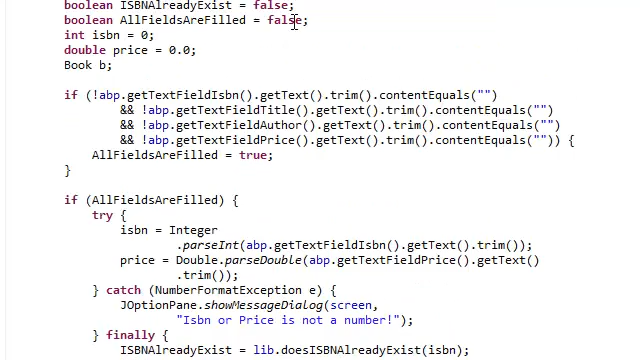 boolean ISBNAlreadyExist = false;
boolean AllFieldsAreFilled = false;
int isbn = 0;
double price = 0.0;
Book b;
if (!abp.getTextFieldIsbn().getText().trim().contentEquals("")
&& !abp.getTextFieldTitle().getText().trim().contentEquals("")
&& !abp.getTextFieldAuthor().getText().trim().contentEquals("")
&& !abp.getTextFieldPrice().getText().trim().contentEquals("")) {
AllFieldsAreFilled = true;
}
if (AllFieldsAreFilled) {
try {
isbn = Integer
.parseInt(abp.getTextFieldIsbn().getText().trim());
price = Double.parseDouble(abp.getTextFieldPrice().getText()
.trim());
} catch (NumberFormatException e) {
JOptionPane.showMessageDialog(screen,
"Isbn or Price is not a number!");
} finally {
ISBNAlreadyExist = lib.doesISBNAlreadyExist(isbn);